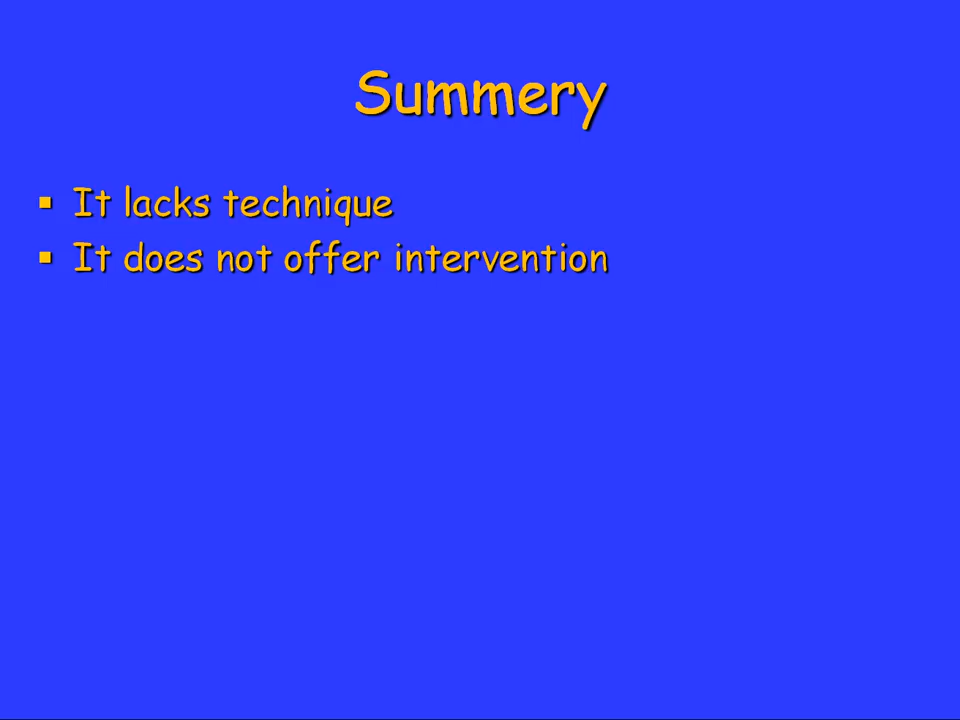 Summery
▪ It lacks technique
▪ It does not offer intervention